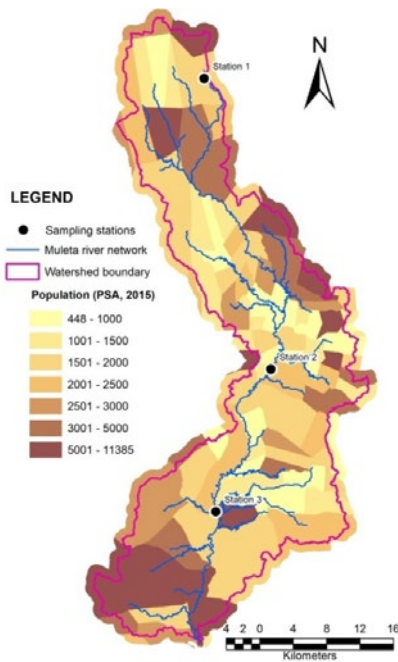 Station 1
N
LEGEND
Sampling stations
Muleta river network
Watershed boundary
Population (PSA, 2015)
448 - 1000
1001 - 1500
1501 - 2000
2001 - 2500
2501 - 3000
3001 - 5000
5001 - 11385
Station 2
Station 3
4 2 0 4 8 12 16
Kilometers